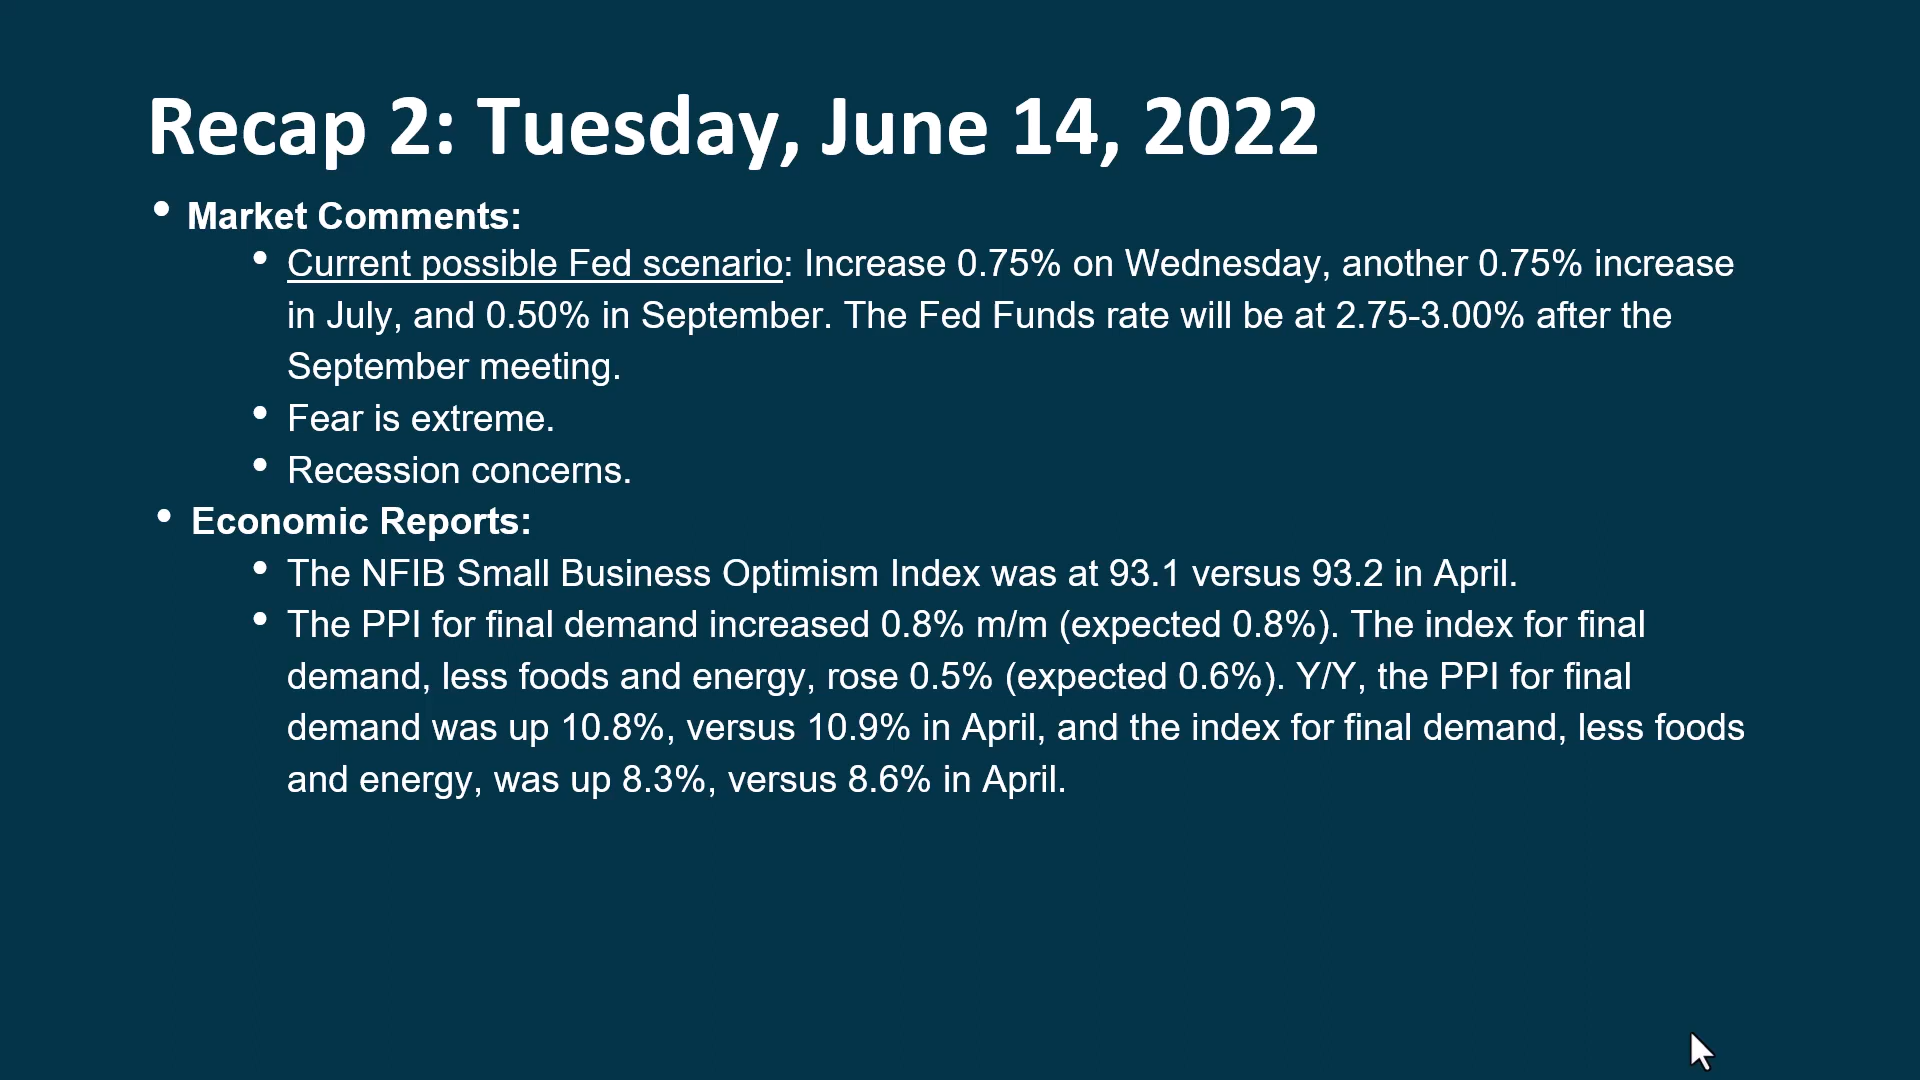 Recap 2: Tuesday, June 14, 2022
• Market Comments:
• Current possible Fed scenario: Increase 0.75% on Wednesday, another 0.75% increase
in July, and 0.50% in September. The Fed Funds rate will be at 2.75-3.00% after the
September meeting.
• Fear is extreme.
• Recession concerns.
• Economic Reports:
• The NFIB Small Business Optimism Index was at 93.1 versus 93.2 in April.
• The PPI for final demand increased 0.8% m/m (expected 0.8%). The index for final
demand, less foods and energy, rose 0.5% (expected 0.6%). Y/Y, the PPI for final
demand was up 10.8%, versus 10.9% in April, and the index for final demand, less foods
and energy, was up 8.3%, versus 8.6% in April.